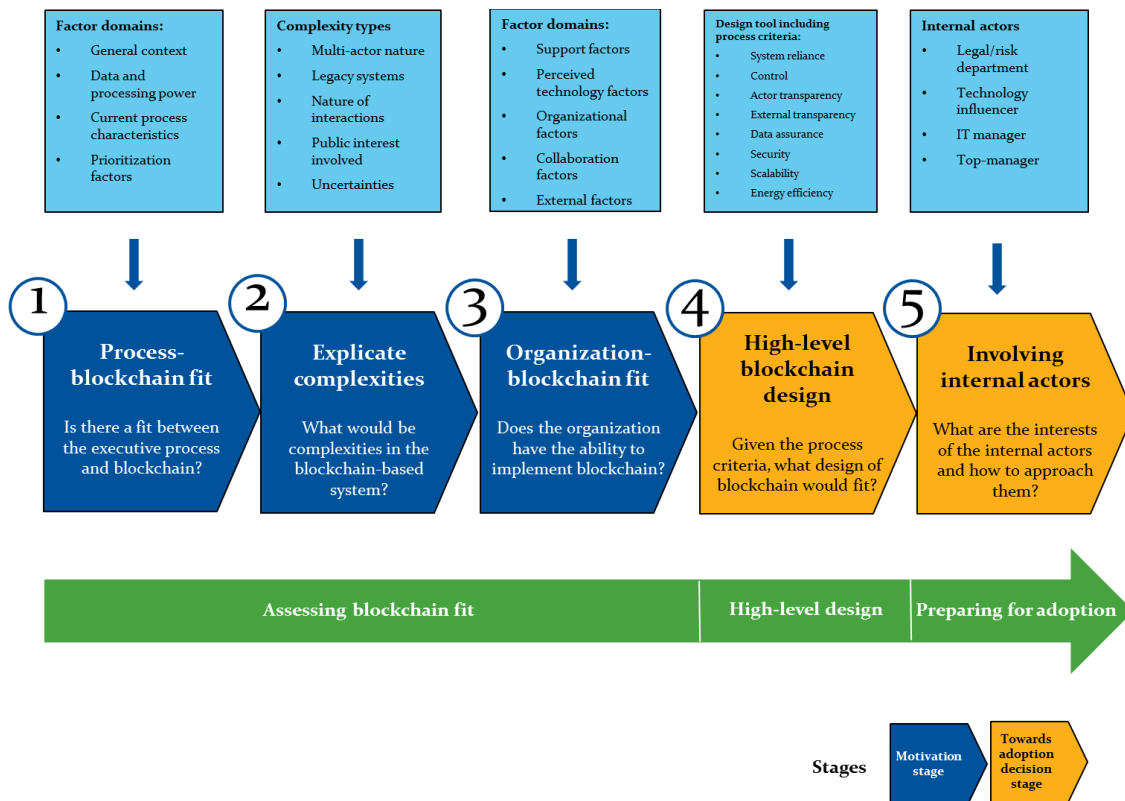 Factor domains:
• General context
• Data and
processing power
• Current process
characteristics
• Prioritization
factors
Complexity types
• Multi-actor nature
• Legacy systems
• Nature of
interactions
• Public interest
involved
• Uncertainties
Factor domains:
• Support factors
• Perceived
technology factors
• Organizational
factors
• Collaboration
factors
• External factors
Design tool including
process criteria:
• System reliance
• Control
• Actor transparency
• External transparency
• Data assurance
• Security
• Scalability
• Energy efficiency
Internal actors
• Legal/risk
department
• Technology
influencer
• IT manager
• Top-manager
1
Process-
blockchain fit
Is there a fit between
the executive process
and blockchain?
2
Explicate
complexities
What would be
complexities in the
blockchain-based
system?
3
Organization-
blockchain fit
Does the organization
have the ability to
implement blockchain?
4
High-level
blockchain
design
Given the process
criteria, what design of
blockchain would fit?
5
Involving
internal actors
What are the interests
of the internal actors
and how to approach
them?
Assessing blockchain fit
High-level design
Preparing for adoption
Stages
Motivation
stage
Towards
adoption
decision
stage